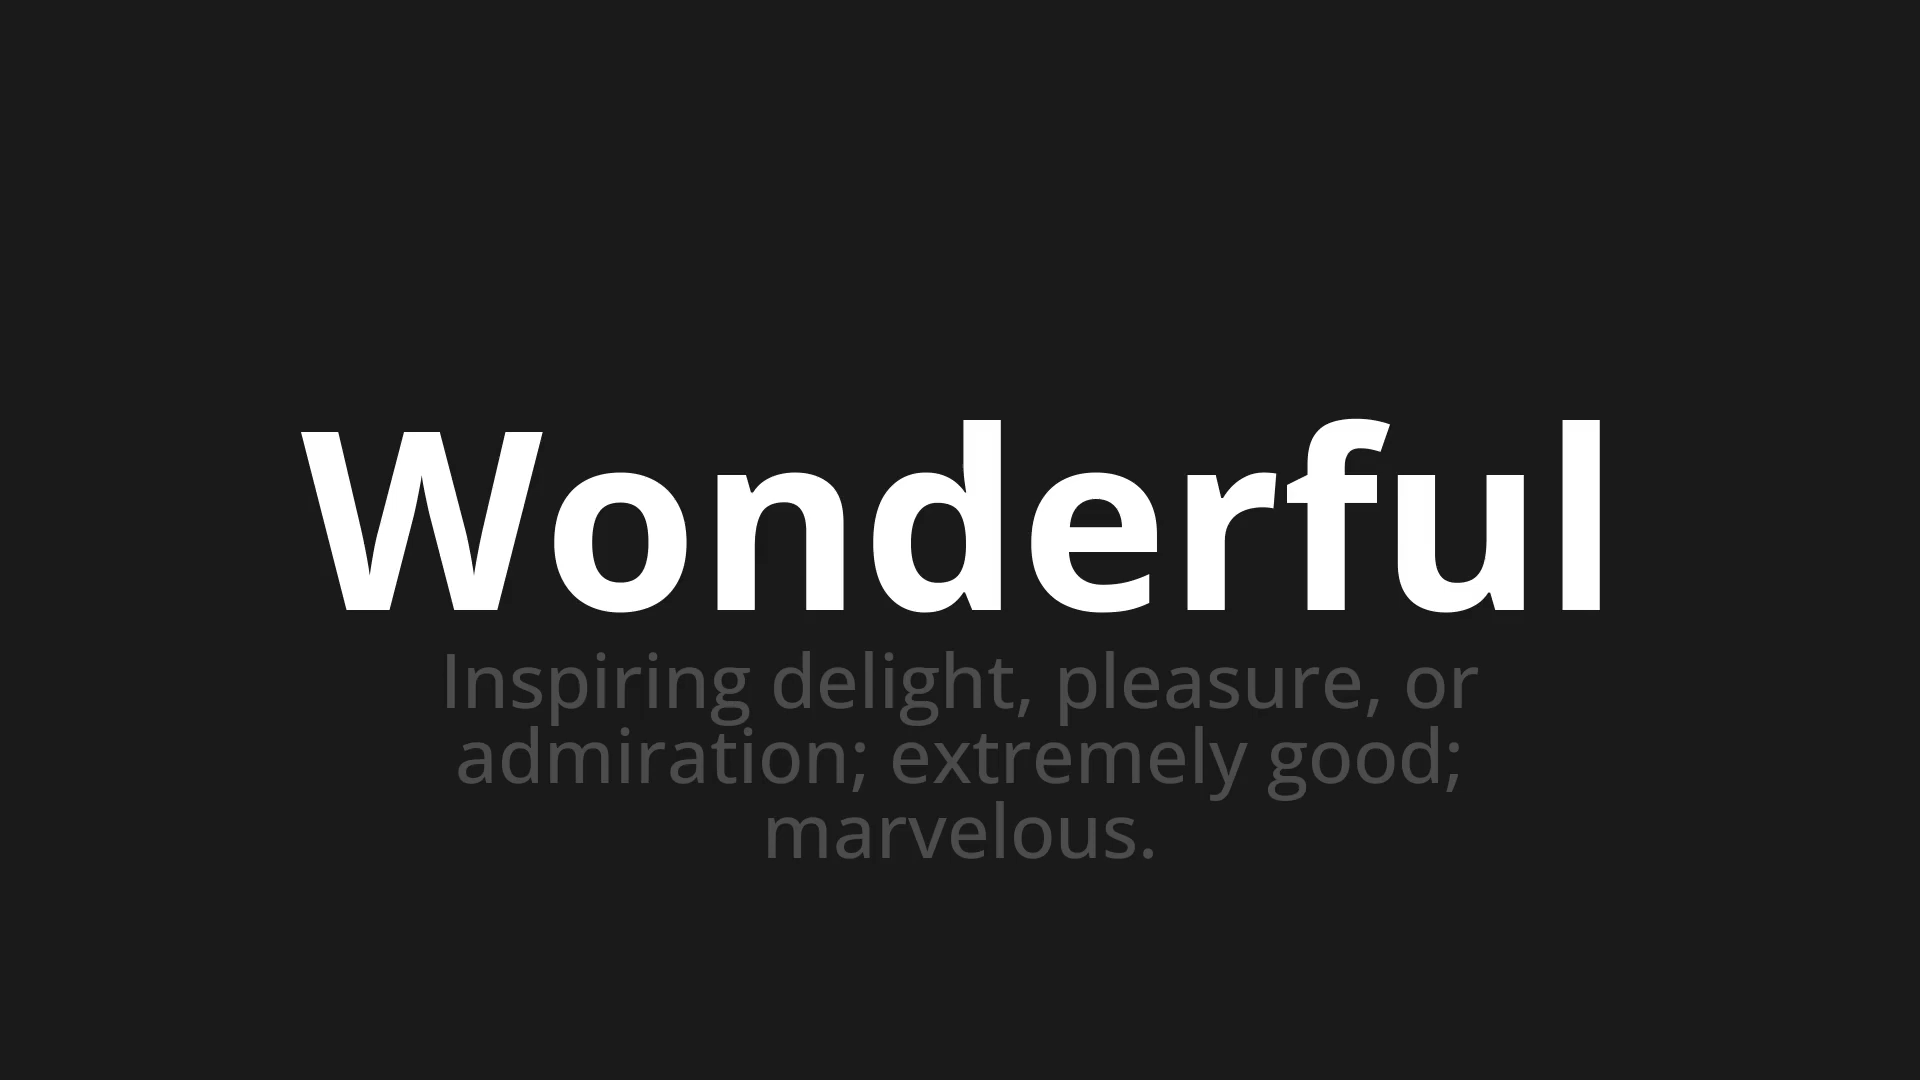 Wonderful
Inspiring delight, pleasure, or
admiration; extremely good;
marvelous.